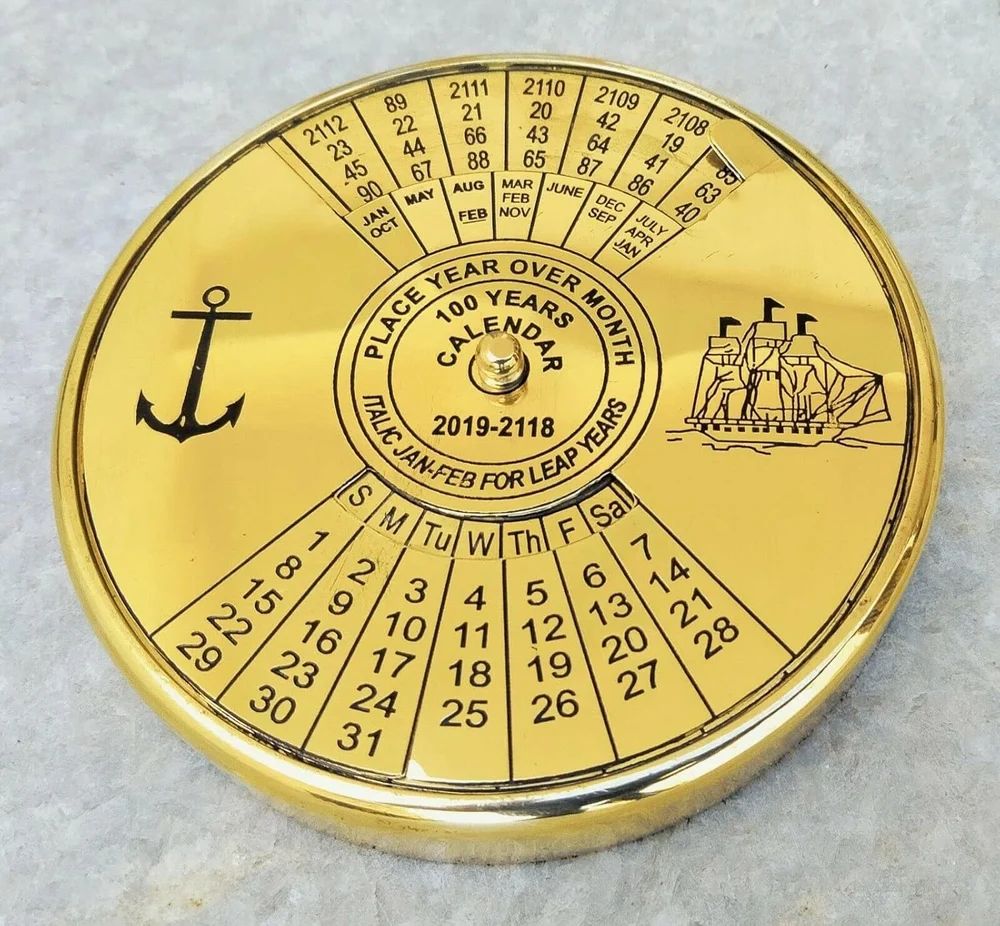 2112 89 2111 2110 2109 2108
23 22 21 20 42 19 85
45 44 66 43 64 41 63
90 67 88 65 87 86 40
JAN MAY AUG MAR JUNE DEC JULY
OCT FEB FEB SEP APR
NOV JAN
PLACE YEAR OVER MONTH
100 YEARS
CALENDAR
2019-2118
ITALIC JAN-FEB FOR LEAP YEARS
S M Tu W Th F Sat
1 2 3 4 5 6 7
8 9 10 11 12 13 14
15 16 17 18 19 20 21
22 23 24 25 26 27 28
29 30 31